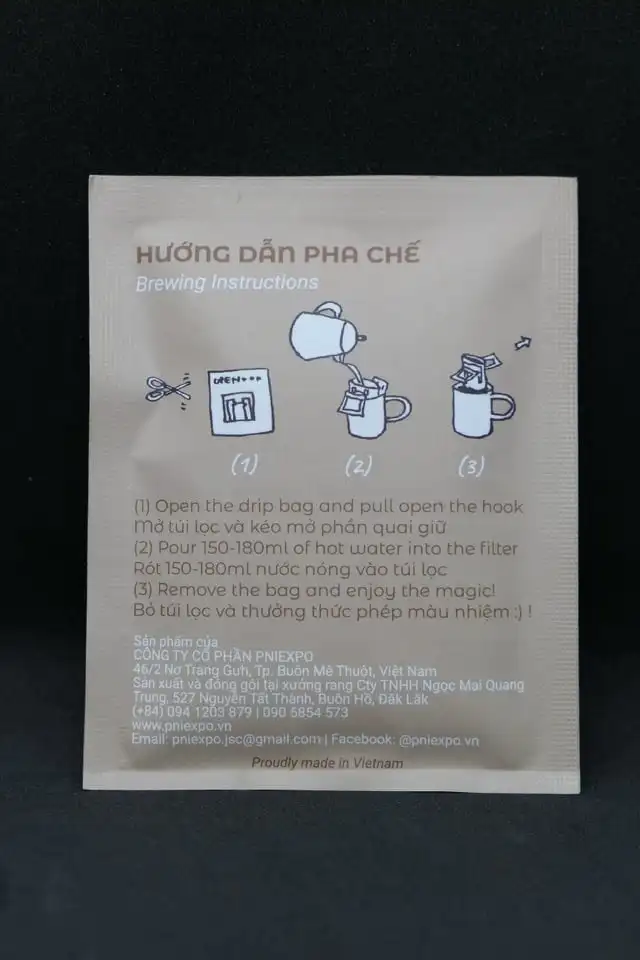 HƯỚNG DẪN PHA CHẾ
Brewing Instructions
OPEN
(1) (2) (3)
(1) Open the drip bag and pull open the hook
Mở túi lọc và kéo mở phần quai giữ
(2) Pour 150-180ml of hot water into the filter
Rót 150-180ml nước nóng vào túi lọc
(3) Remove the bag and enjoy the magic!
Bỏ túi lọc và thưởng thức phép màu nhiệm :) !
Sản phẩm của
CÔNG TY CỔ PHẦN PNIEXPO
46/2 Nơ Trang Gưh, Tp. Buôn Mê Thuột, Việt Nam
Sản xuất và đóng gói tại xưởng rang Cty TNHH Ngọc Mai Quang
Trung, 527 Nguyễn Tất Thành, Buôn Hồ, Đăk Lăk
(+84) 094 1203 879 | 090 5854 573
www.pniexpo.vn
Email: pniexpo.jsc@gmail.com | Facebook: @pniexpo.vn
Proudly made in Vietnam